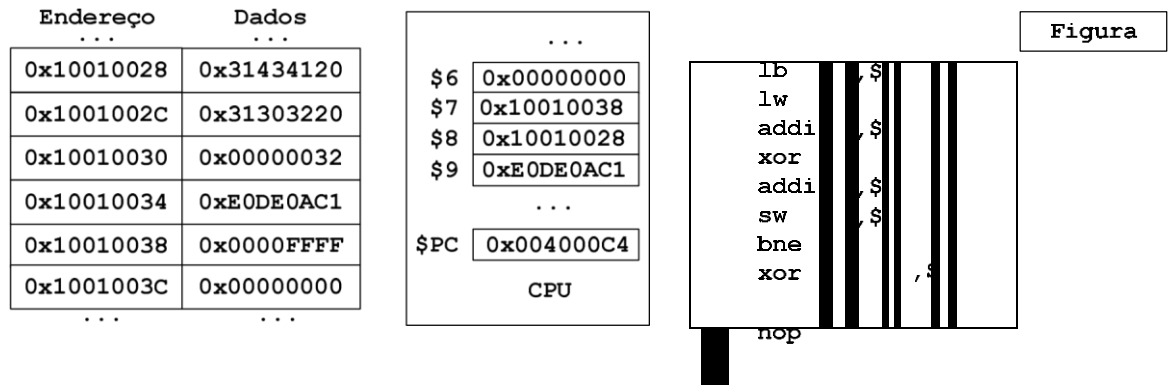 Endereço Dados
... ...
0x10010028 0x31434120
0x1001002C 0x31303220
0x10010030 0x00000032
0x10010034 0xE0DE0AC1
0x10010038 0x0000FFFF
0x1001003C 0x00000000
... ...
...
$6 0x00000000
$7 0x10010038
$8 0x10010028
$9 0xE0DE0AC1
...
$PC 0x004000C4
CPU
Figura
lb ,$
lw
addi ,$
xor
addi ,$
sw ,$
bne
xor ,$
nop